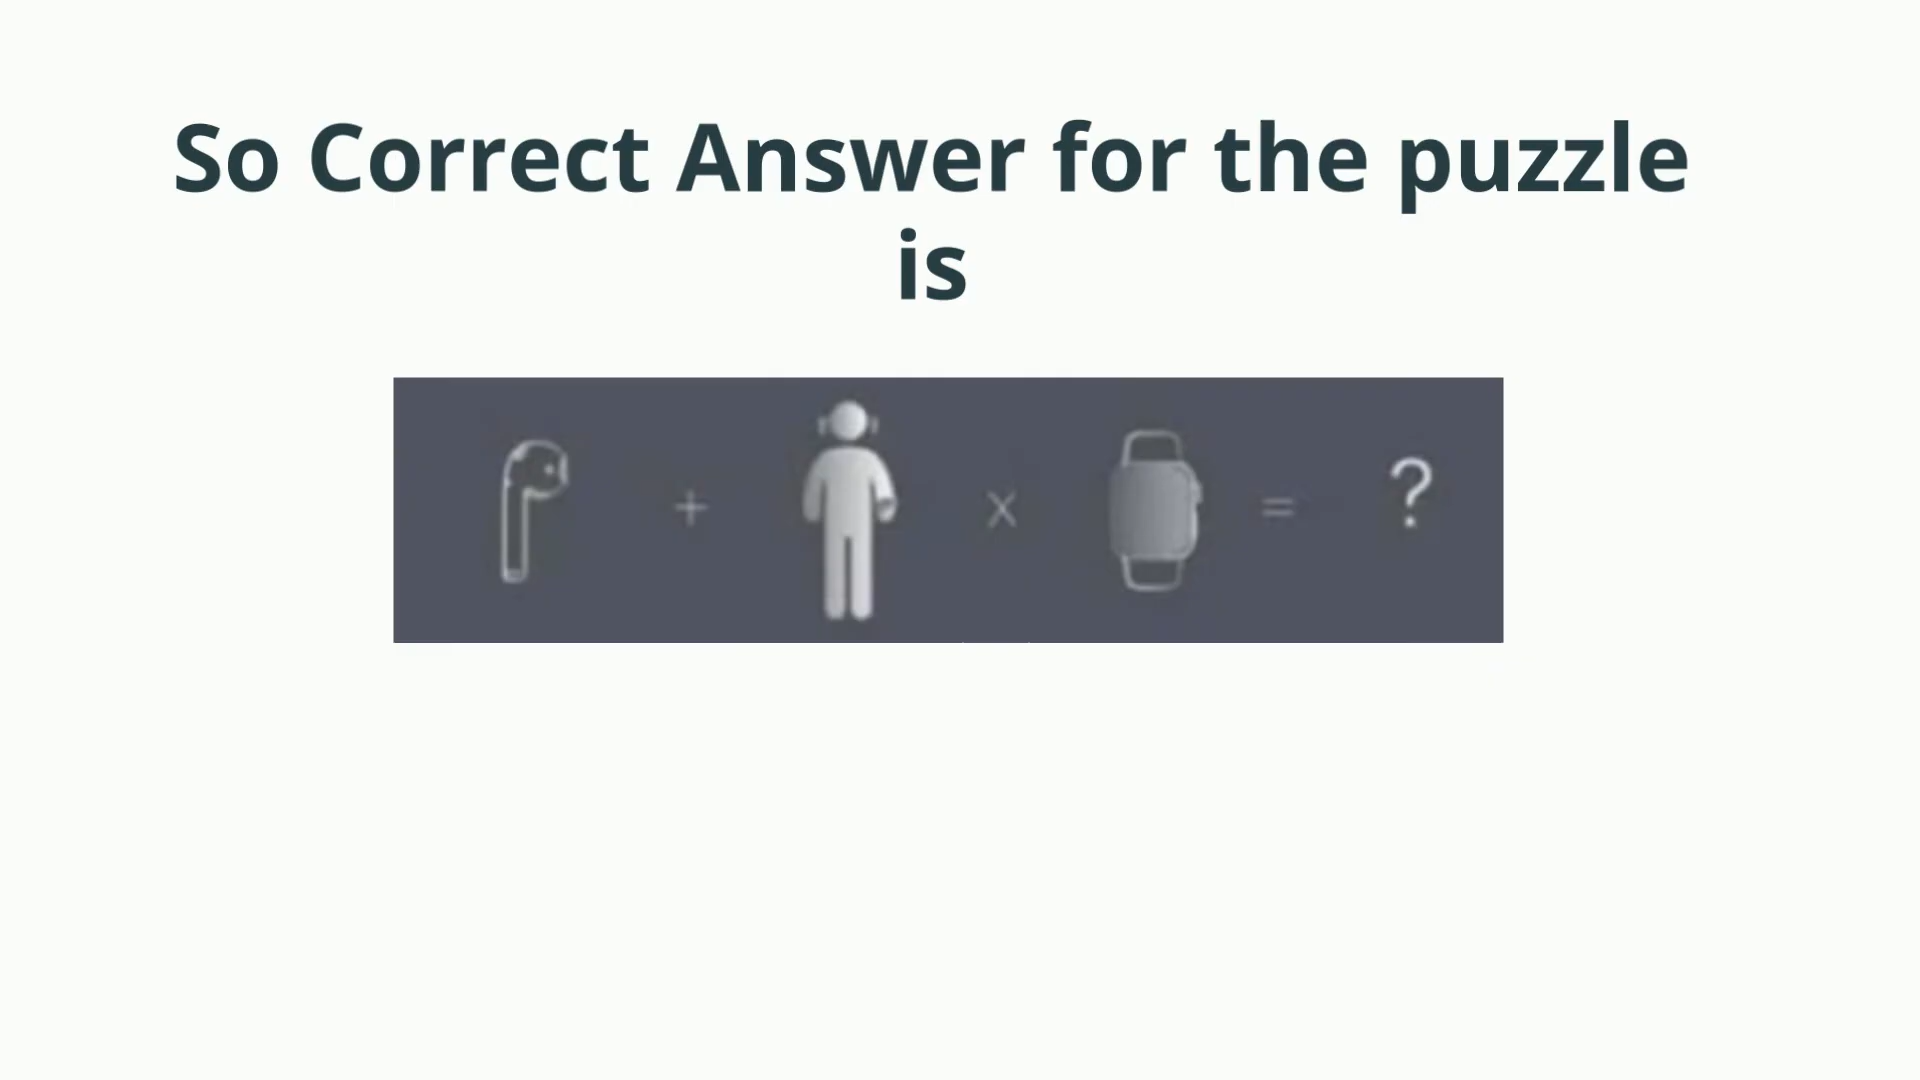 So Correct Answer for the puzzle
is
+ x = ?